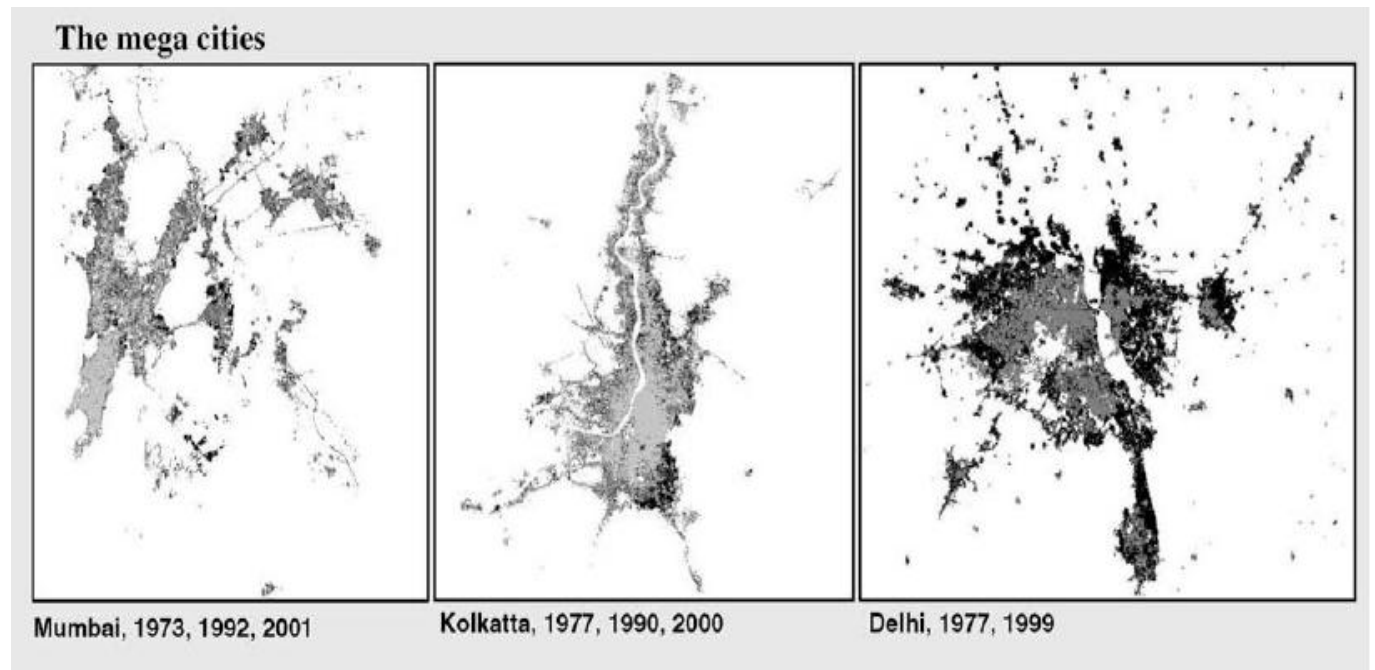 The mega cities
Mumbai, 1973, 1992, 2001
Kolkatta, 1977, 1990, 2000
Delhi, 1977, 1999